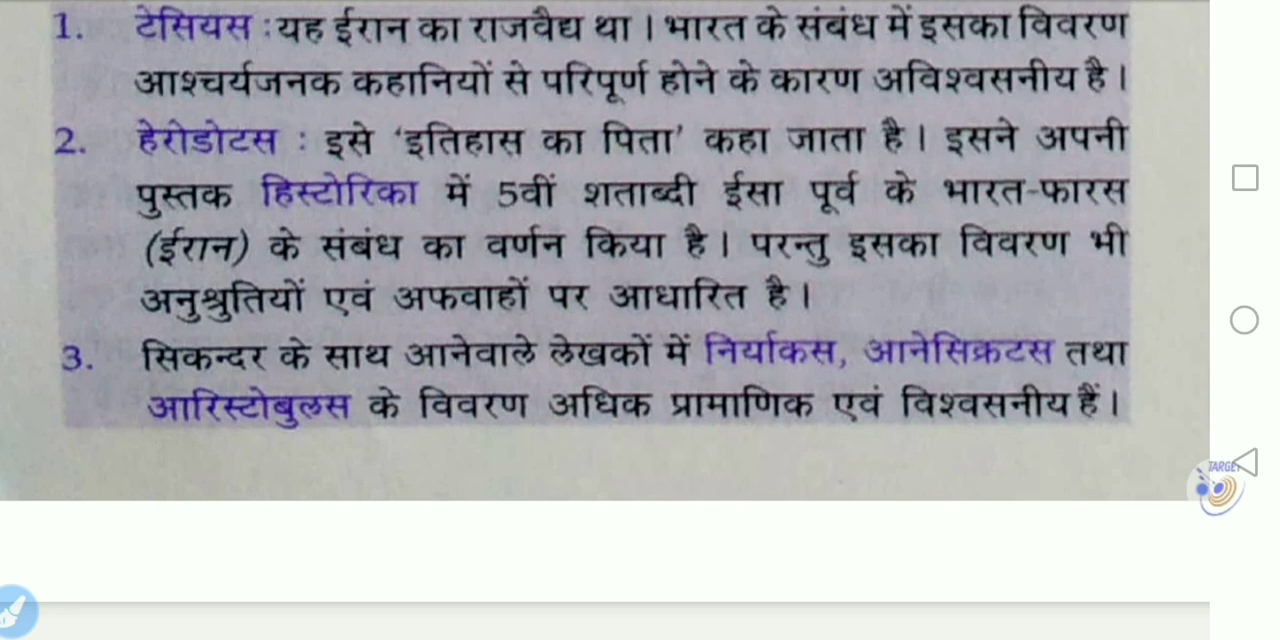 1. टेसियस : यह ईरान का राजवैद्य था । भारत के संबंध में इसका विवरण
आश्चर्यजनक कहानियों से परिपूर्ण होने के कारण अविश्वसनीय है ।
2. हेरोडोटस : इसे ‘इतिहास का पिता’ कहा जाता है । इसने अपनी
पुस्तक हिस्टोरिका में 5वीं शताब्दी ईसा पूर्व के भारत-फारस
(ईरान) के संबंध का वर्णन किया है । परन्तु इसका विवरण भी
अनुश्रुतियों एवं अफवाहों पर आधारित है ।
3. सिकन्दर के साथ आनेवाले लेखकों में निर्याकस, आनेसिक्रटस तथा
आरिस्टोबुलस के विवरण अधिक प्रामाणिक एवं विश्वसनीय हैं ।
TARGET